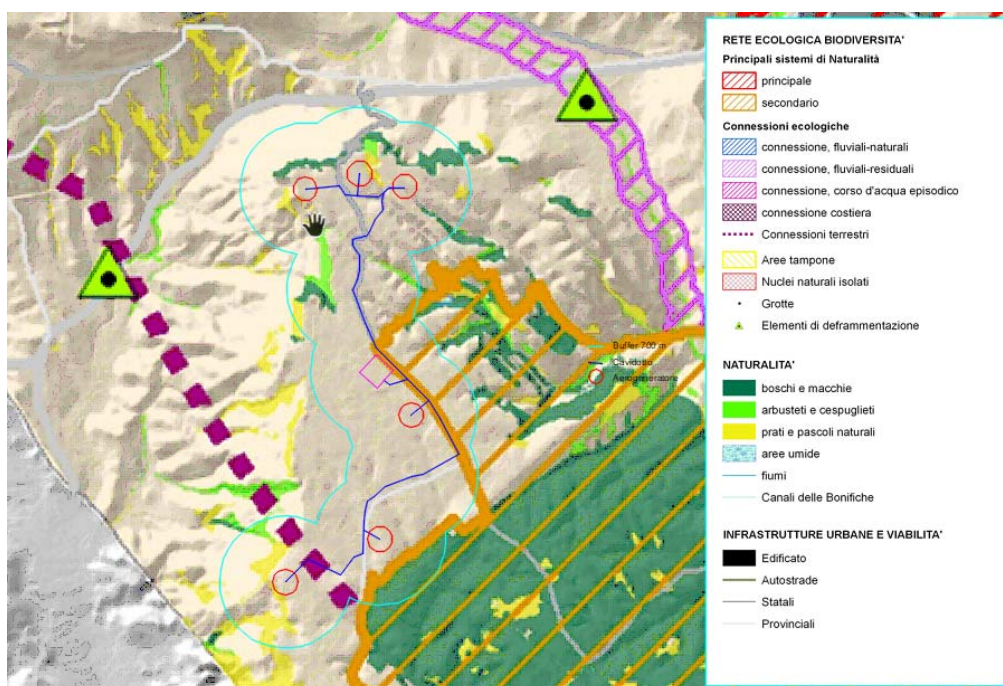 RETE ECOLOGICA BIODIVERSITA'
Principali sistemi di Naturalità
principale
secondario
Connessioni ecologiche
connessione, fluviali-naturali
connessione, fluviali-residuali
connessione, corso d'acqua episodico
connessione costiera
Connessioni terrestri
Aree tampone
Nuclei naturali isolati
Grotte
Elementi di deframmentazione
Buffer 700 m
Cavidotto
Aerogeneratore
NATURALITA'
boschi e macchie
arbusteti e cespuglieti
prati e pascoli naturali
aree umide
fiumi
Canali delle Bonifiche
INFRASTRUTTURE URBANE E VIABILITA'
Edificato
Autostrade
Statali
Provinciali